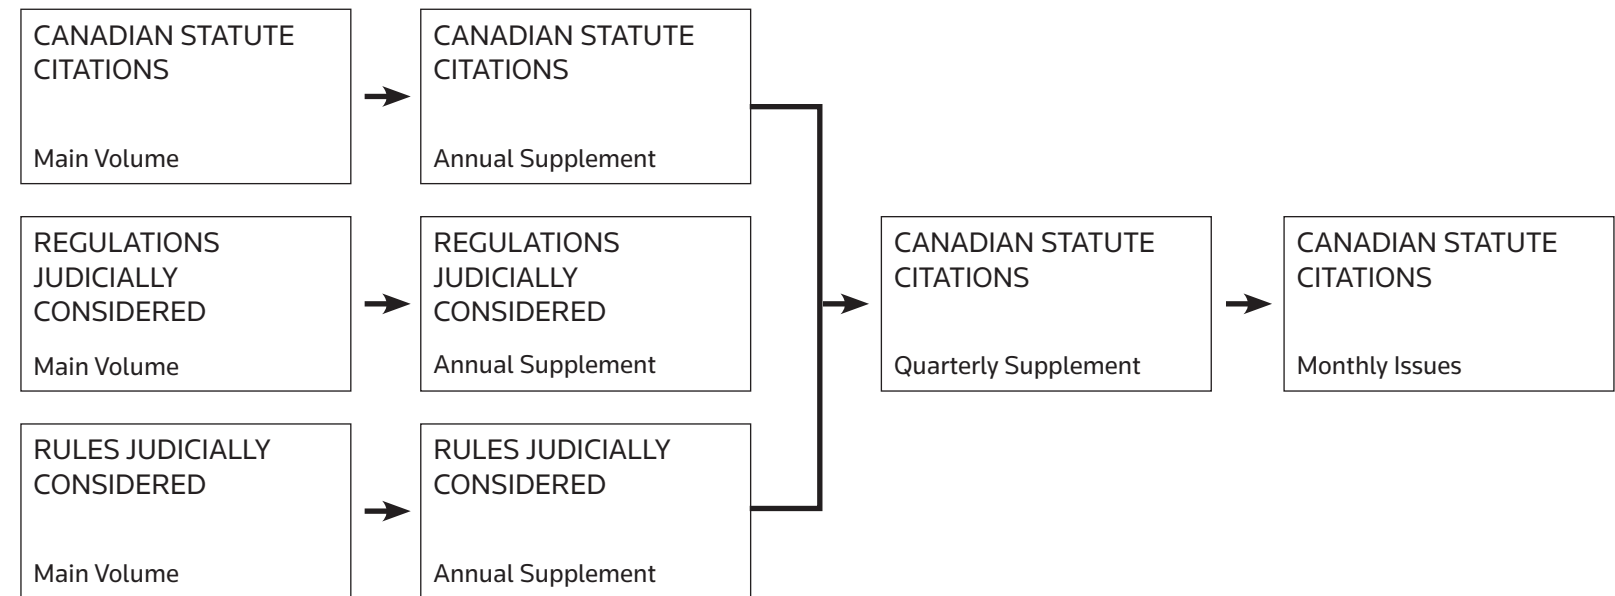 CANADIAN STATUTE
CITATIONS
Main Volume
CANADIAN STATUTE
CITATIONS
Annual Supplement
REGULATIONS
JUDICIALLY
CONSIDERED
Main Volume
REGULATIONS
JUDICIALLY
CONSIDERED
Annual Supplement
CANADIAN STATUTE
CITATIONS
Quarterly Supplement
CANADIAN STATUTE
CITATIONS
Monthly Issues
RULES JUDICIALLY
CONSIDERED
Main Volume
RULES JUDICIALLY
CONSIDERED
Annual Supplement